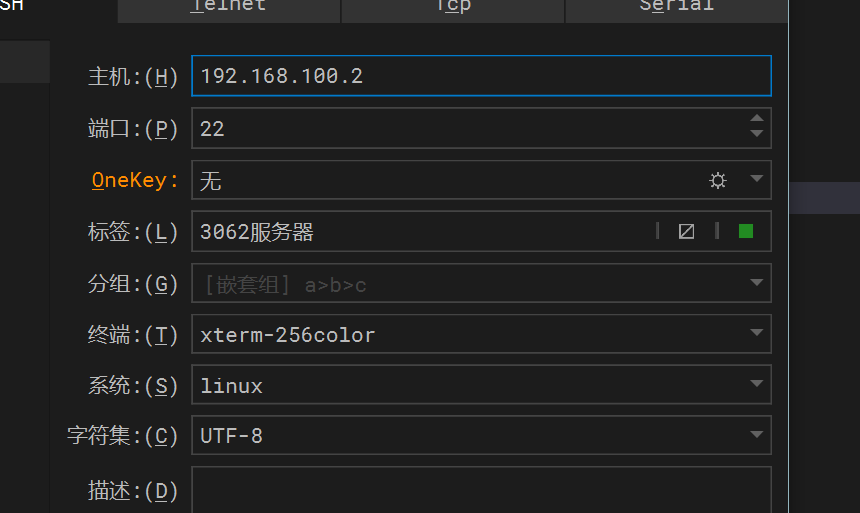 SH Telnet Tcp Serial
主机:(H) 192.168.100.2
端口:(P) 22
OneKey: 无
标签:(L) 3062服务器
分组:(G) [嵌套组] a>b>c
终端:(T) xterm-256color
系统:(S) linux
字符集:(C) UTF-8
描述:(D)